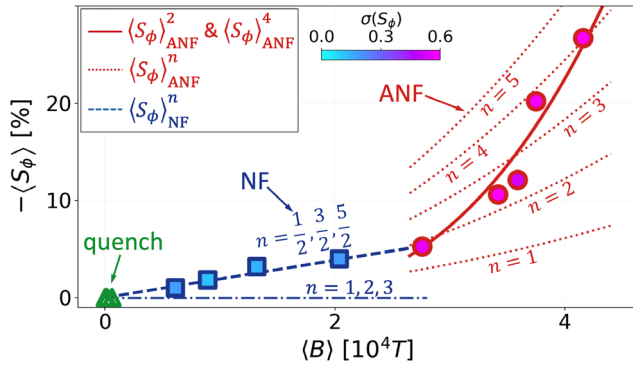 ⟨S_ϕ⟩²_ANF & ⟨S_ϕ⟩⁴_ANF
⟨S_ϕ⟩ⁿ_ANF
⟨S_ϕ⟩ⁿ_NF
σ(S_ϕ)
0.0 0.3 0.6
ANF
n = 5
n = 4
n = 3
n = 2
n = 1
NF
n = 1/2, 3/2, 5/2
quench
n = 1, 2, 3
−⟨S_ϕ⟩ [%]
20
10
0
0 2 4
⟨B⟩ [10⁴T]